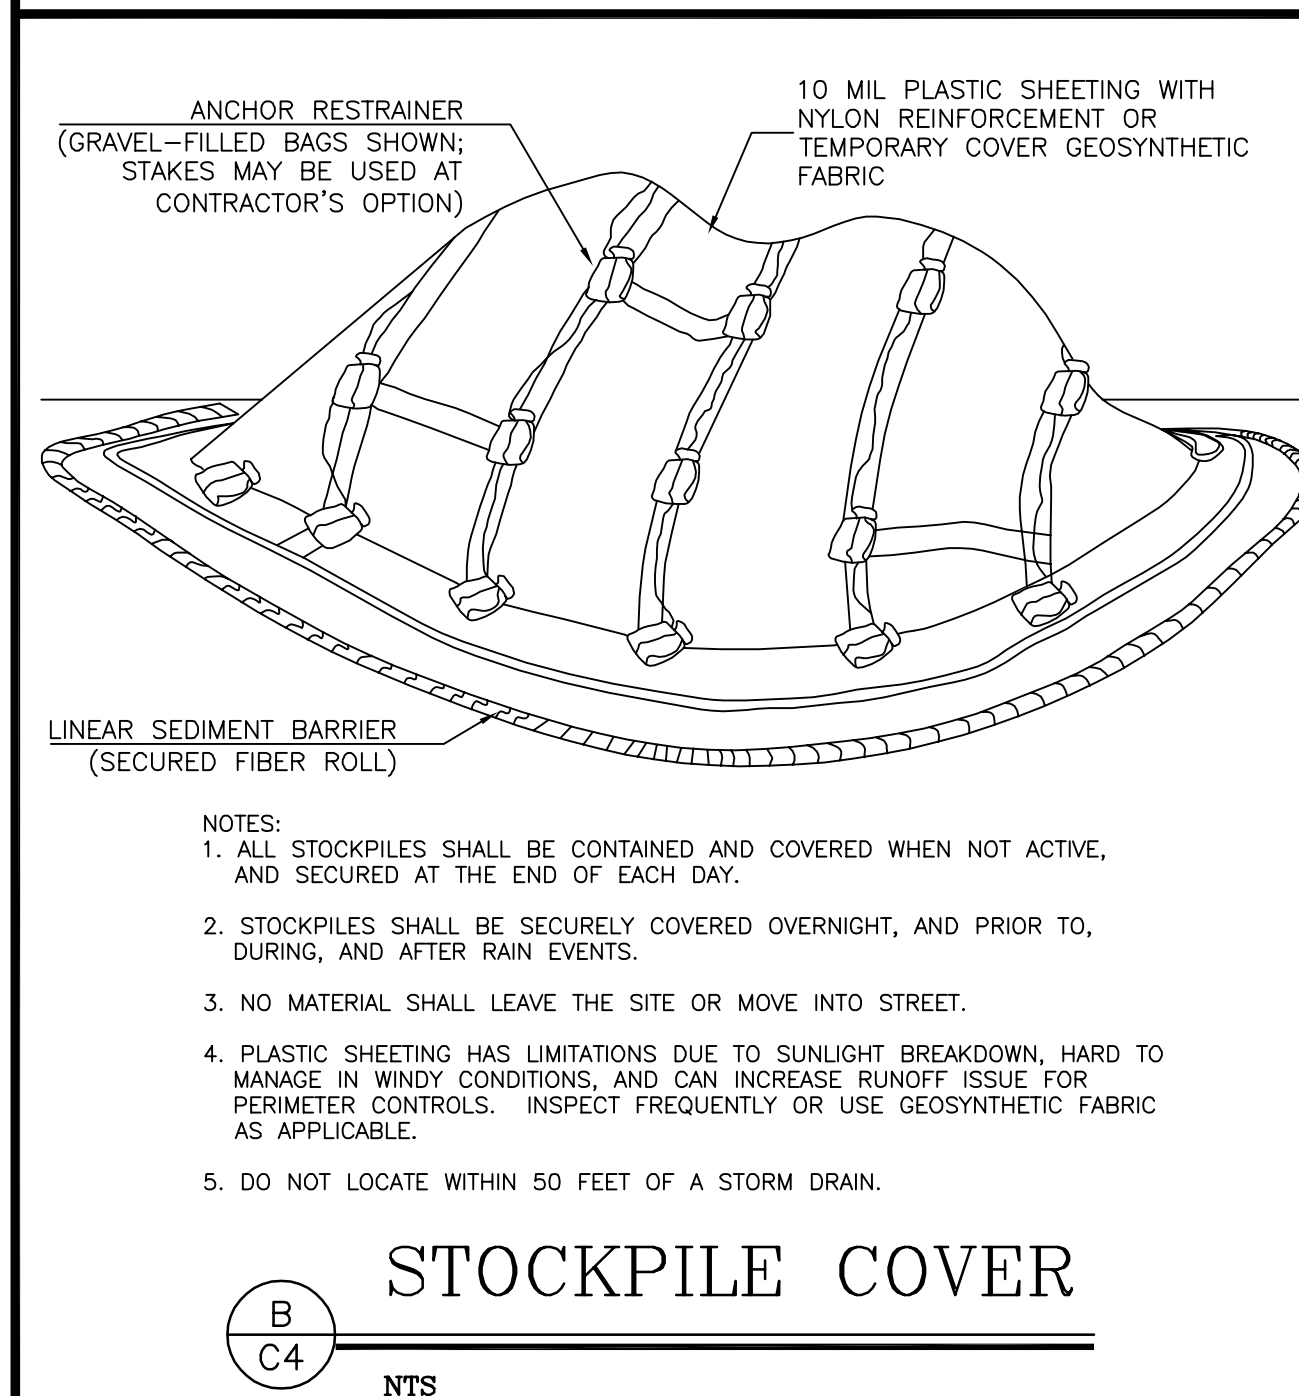 ANCHOR RESTRAINER
(GRAVEL-FILLED BAGS SHOWN;
STAKES MAY BE USED AT
CONTRACTOR'S OPTION)
10 MIL PLASTIC SHEETING WITH
NYLON REINFORCEMENT OR
TEMPORARY COVER GEOSYNTHETIC
FABRIC
LINEAR SEDIMENT BARRIER
(SECURED FIBER ROLL)
NOTES:
1. ALL STOCKPILES SHALL BE CONTAINED AND COVERED WHEN NOT ACTIVE,
AND SECURED AT THE END OF EACH DAY.
2. STOCKPILES SHALL BE SECURELY COVERED OVERNIGHT, AND PRIOR TO,
DURING, AND AFTER RAIN EVENTS.
3. NO MATERIAL SHALL LEAVE THE SITE OR MOVE INTO STREET.
4. PLASTIC SHEETING HAS LIMITATIONS DUE TO SUNLIGHT BREAKDOWN, HARD TO
MANAGE IN WINDY CONDITIONS, AND CAN INCREASE RUNOFF ISSUE FOR
PERIMETER CONTROLS. INSPECT FREQUENTLY OR USE GEOSYNTHETIC FABRIC
AS APPLICABLE.
5. DO NOT LOCATE WITHIN 50 FEET OF A STORM DRAIN.
STOCKPILE COVER
B
C4
NTS